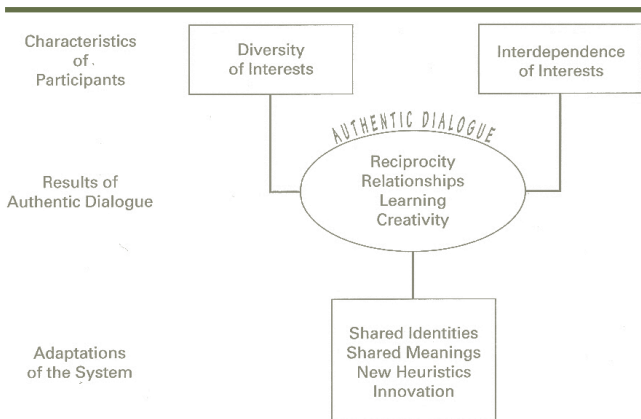 Characteristics
of
Participants
Diversity
of Interests
Interdependence
of Interests
AUTHENTIC DIALOGUE
Reciprocity
Relationships
Learning
Creativity
Results of
Authentic Dialogue
Shared Identities
Shared Meanings
New Heuristics
Innovation
Adaptations
of the System